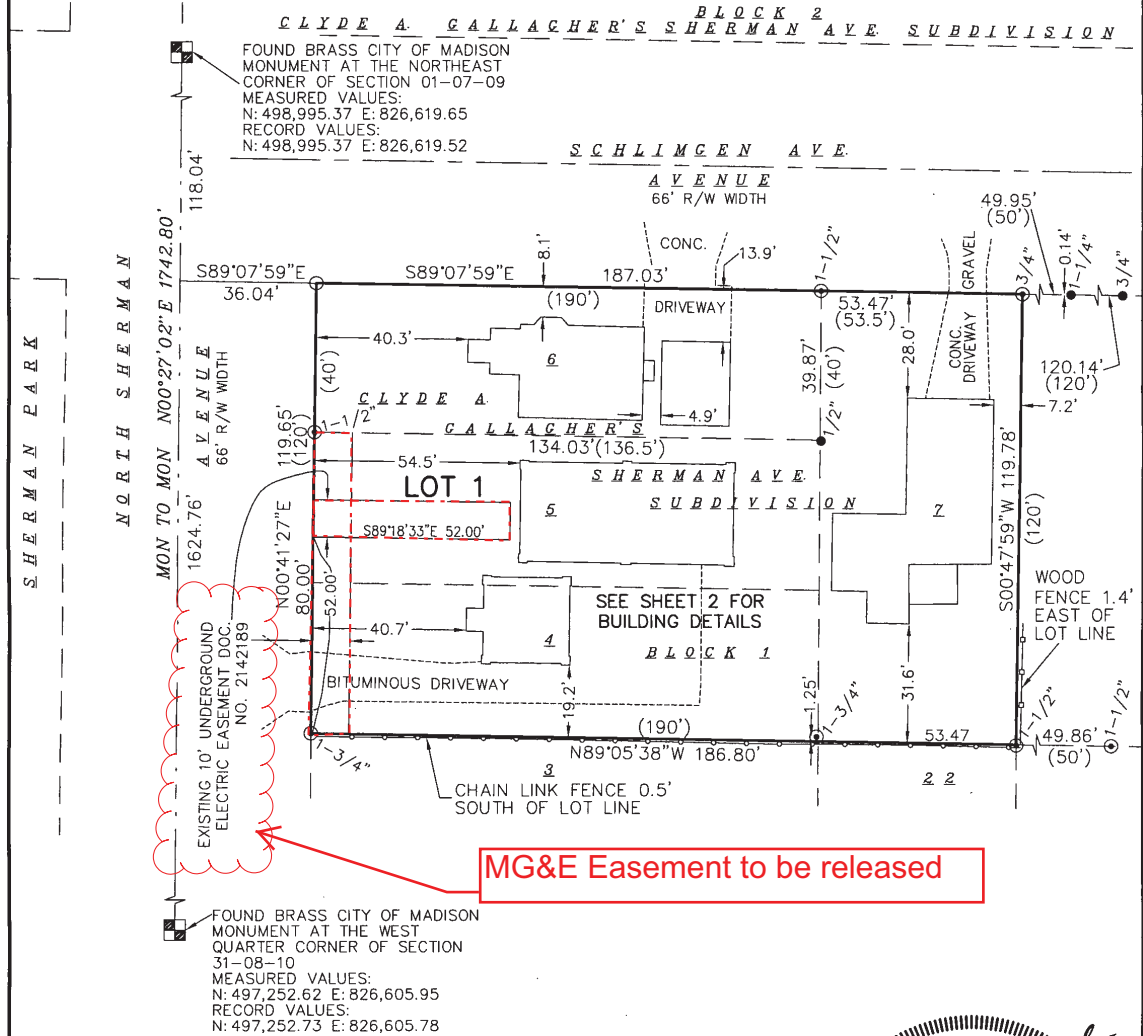 BLOCK 2
CLYDE A. GALLAGHER'S SHERMAN AVE. SUBDIVISION
FOUND BRASS CITY OF MADISON
MONUMENT AT THE NORTHEAST
CORNER OF SECTION 01-07-09
MEASURED VALUES:
N: 498,995.37 E: 826,619.65
RECORD VALUES:
N: 498,995.37 E: 826,619.52
SCHLIMGEN AVE.
AVENUE
66' R/W WIDTH
118.04'
MON TO MON N00°27'02"E 1742.80'
1624.76'
NORTH SHERMAN
AVENUE
66' R/W WIDTH
SHERMAN PARK
S89°07'59"E
36.04'
S89°07'59"E
187.03'
(190')
8.1'
CONC.
DRIVEWAY
13.9'
1-1/2"
53.47'
(53.5')
GRAVEL
CONC.
DRIVEWAY
3/4"
49.95'
(50')
0.14'
1-1/4"
3/4"
120.14'
(120')
28.0'
7.2'
40.3'
6
4.9'
39.87'
(40')
(40')
119.65'
(120')
1-1/2"
CLYDE A.
GALLAGHER'S
134.03'(136.5')
1/2"
SHERMAN AVE.
SUBDIVISION
54.5'
LOT 1
5
7
S89°18'33"E 52.00'
N00°41'27"E
80.00'
52.00'
S00°47'59"W 119.78'
(120')
WOOD
FENCE 1.4'
EAST OF
LOT LINE
SEE SHEET 2 FOR
BUILDING DETAILS
BLOCK 1
40.7'
4
BITUMINOUS DRIVEWAY
19.2'
31.6'
1.25'
1-3/4"
(190')
N89°05'38"W 186.80'
53.47
1-1/2"
49.86'
(50')
1-1/2"
1-3/4"
3
22
CHAIN LINK FENCE 0.5'
SOUTH OF LOT LINE
EXISTING 10' UNDERGROUND
ELECTRIC EASEMENT DOC.
NO. 2142189
MG&E Easement to be released
FOUND BRASS CITY OF MADISON
MONUMENT AT THE WEST
QUARTER CORNER OF SECTION
31-08-10
MEASURED VALUES:
N: 497,252.62 E: 826,605.95
RECORD VALUES:
N: 497,252.73 E: 826,605.78